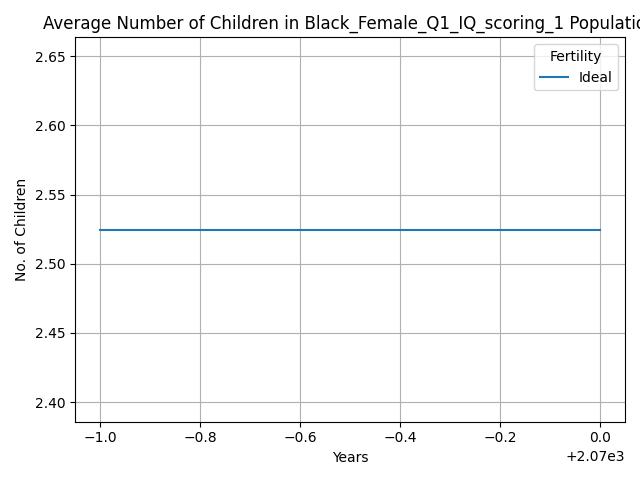 Average Number of Children in Black_Female_Q1_IQ_scoring_1 Populatio
Fertility
Ideal
No. of Children
2.65
2.60
2.55
2.50
2.45
2.40
−1.0 −0.8 −0.6 −0.4 −0.2 0.0
Years
+2.07e3